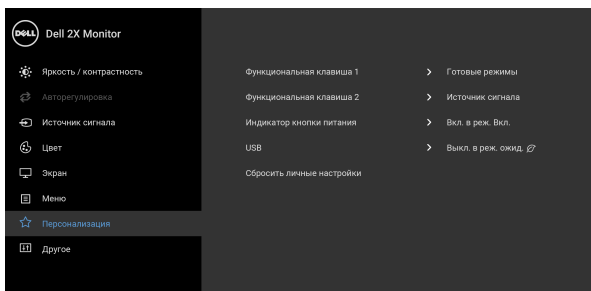 DELL Dell 2X Monitor
Яркость / контрастность
Авторегулировка
Источник сигнала
Цвет
Экран
Меню
Персонализация
Другое
Функциональная клавиша 1 > Готовые режимы
Функциональная клавиша 2 > Источник сигнала
Индикатор кнопки питания > Вкл. в реж. Вкл.
USB > Выкл. в реж. ожид.
Сбросить личные настройки